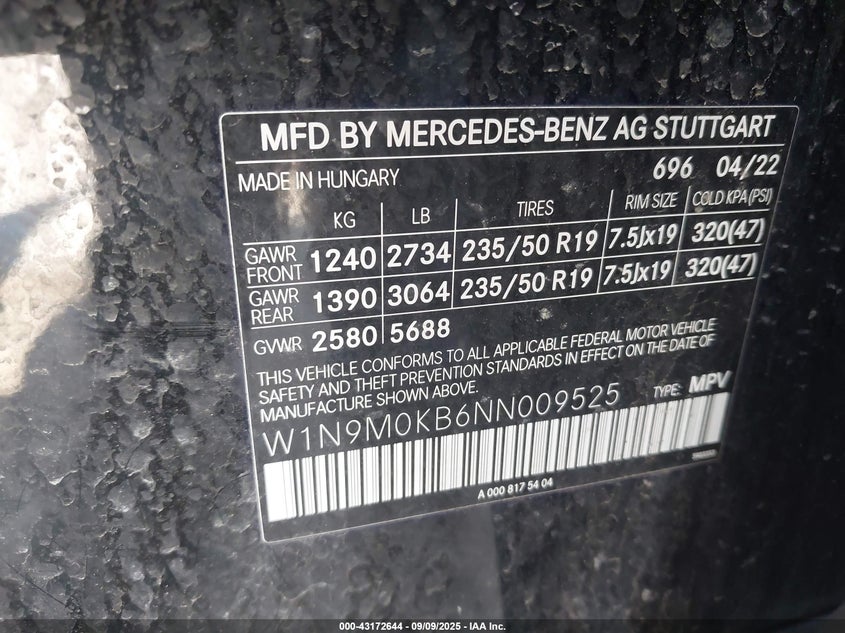 MFD BY MERCEDES-BENZ AG STUTTGART
MADE IN HUNGARY 696 04/22
KG LB TIRES RIM SIZE COLD KPA (PSI)
GAWR FRONT 1240 2734 235/50 R19 7.5Jx19 320(47)
GAWR REAR 1390 3064 235/50 R19 7.5Jx19 320(47)
GVWR 2580 5688
THIS VEHICLE CONFORMS TO ALL APPLICABLE FEDERAL MOTOR VEHICLE
SAFETY AND THEFT PREVENTION STANDARDS IN EFFECT ON THE DATE OF
MANUFACTURE SHOWN ABOVE.
W1N9M0KB6NN009525 TYPE: MPV
A 000 817 54 04
000-43172644 / 09/09/2025 - IAA Inc.